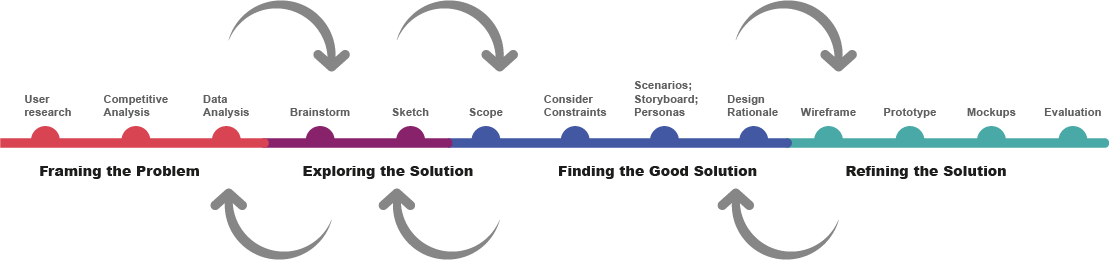 User
research
Competitive
Analysis
Data
Analysis
Brainstorm
Sketch
Scope
Consider
Constraints
Scenarios;
Storyboard;
Personas
Design
Rationale
Wireframe
Prototype
Mockups
Evaluation
Framing the Problem
Exploring the Solution
Finding the Good Solution
Refining the Solution